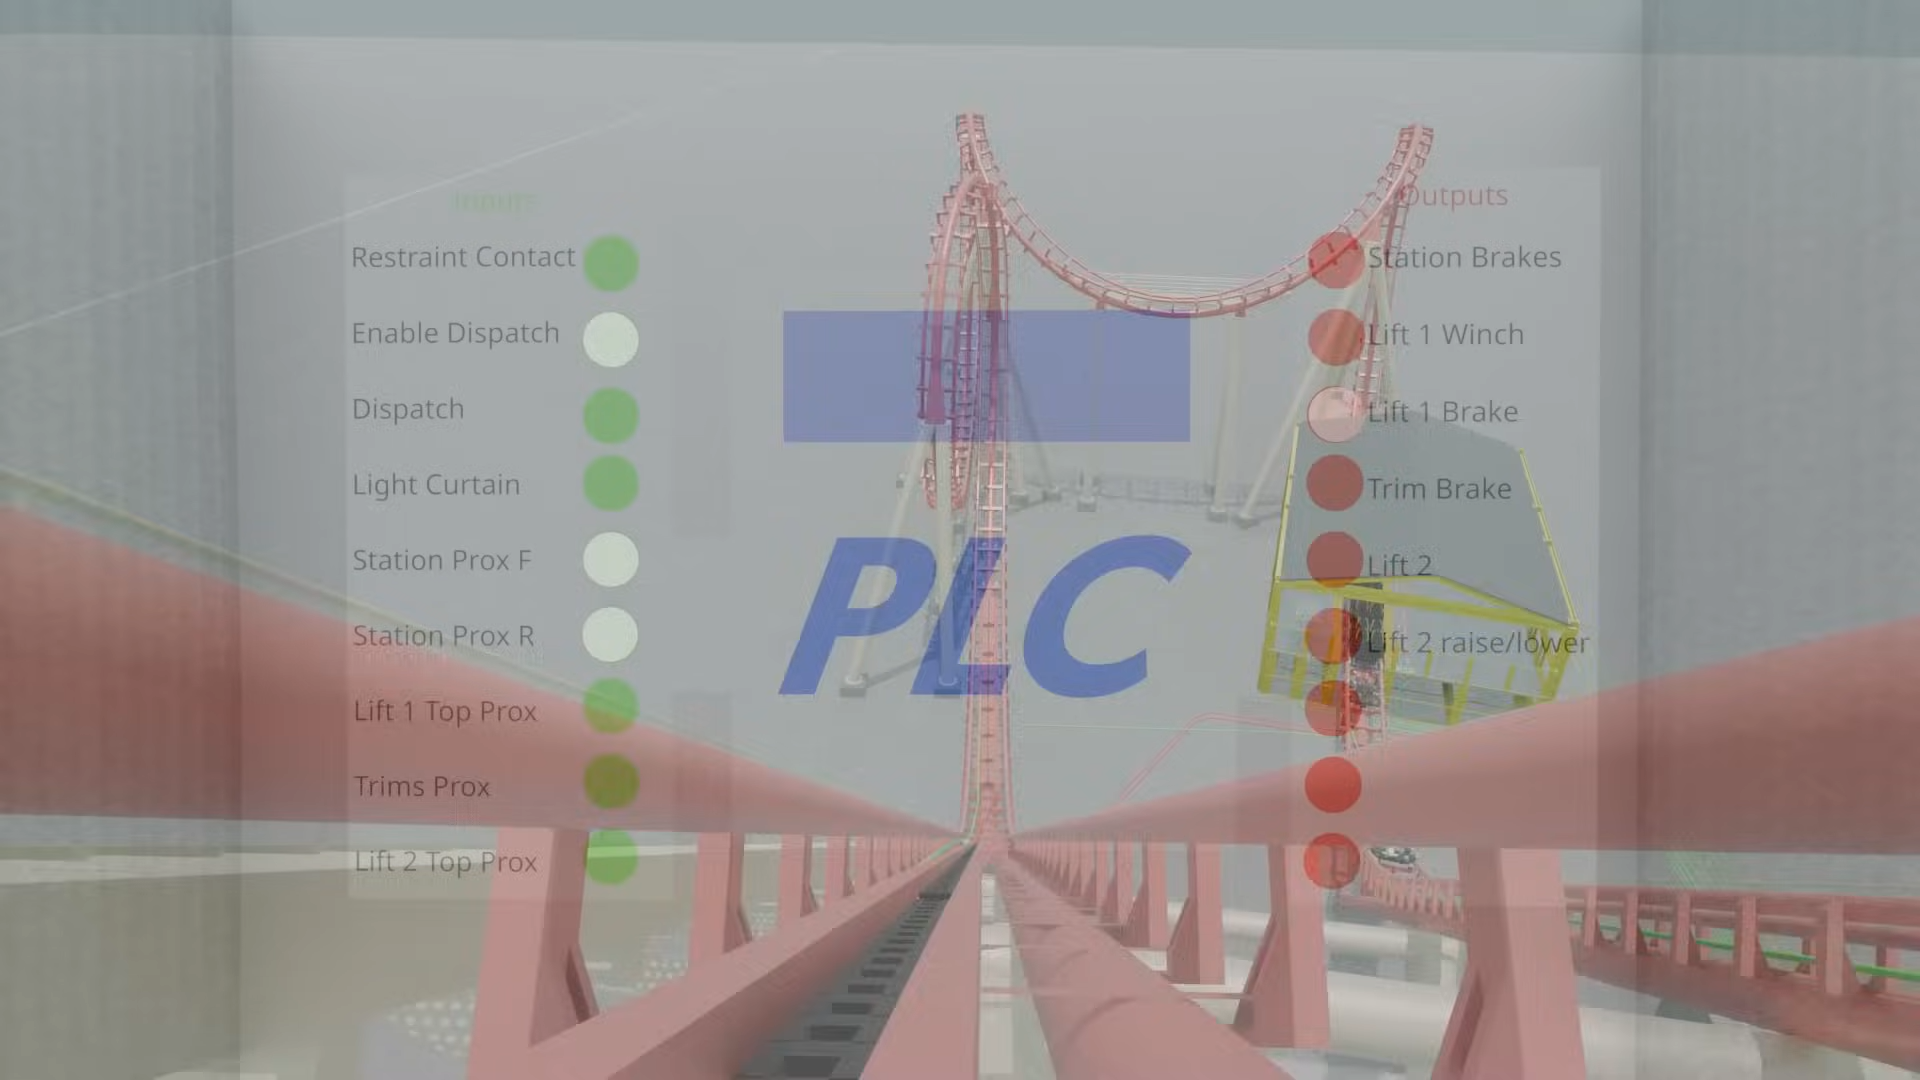 Inputs
Restraint Contact
Enable Dispatch
Dispatch
Light Curtain
Station Prox F
Station Prox R
Lift 1 Top Prox
Trims Prox
Lift 2 Top Prox
PLC
Outputs
Station Brakes
Lift 1 Winch
Lift 1 Brake
Trim Brake
Lift 2
Lift 2 raise/lower